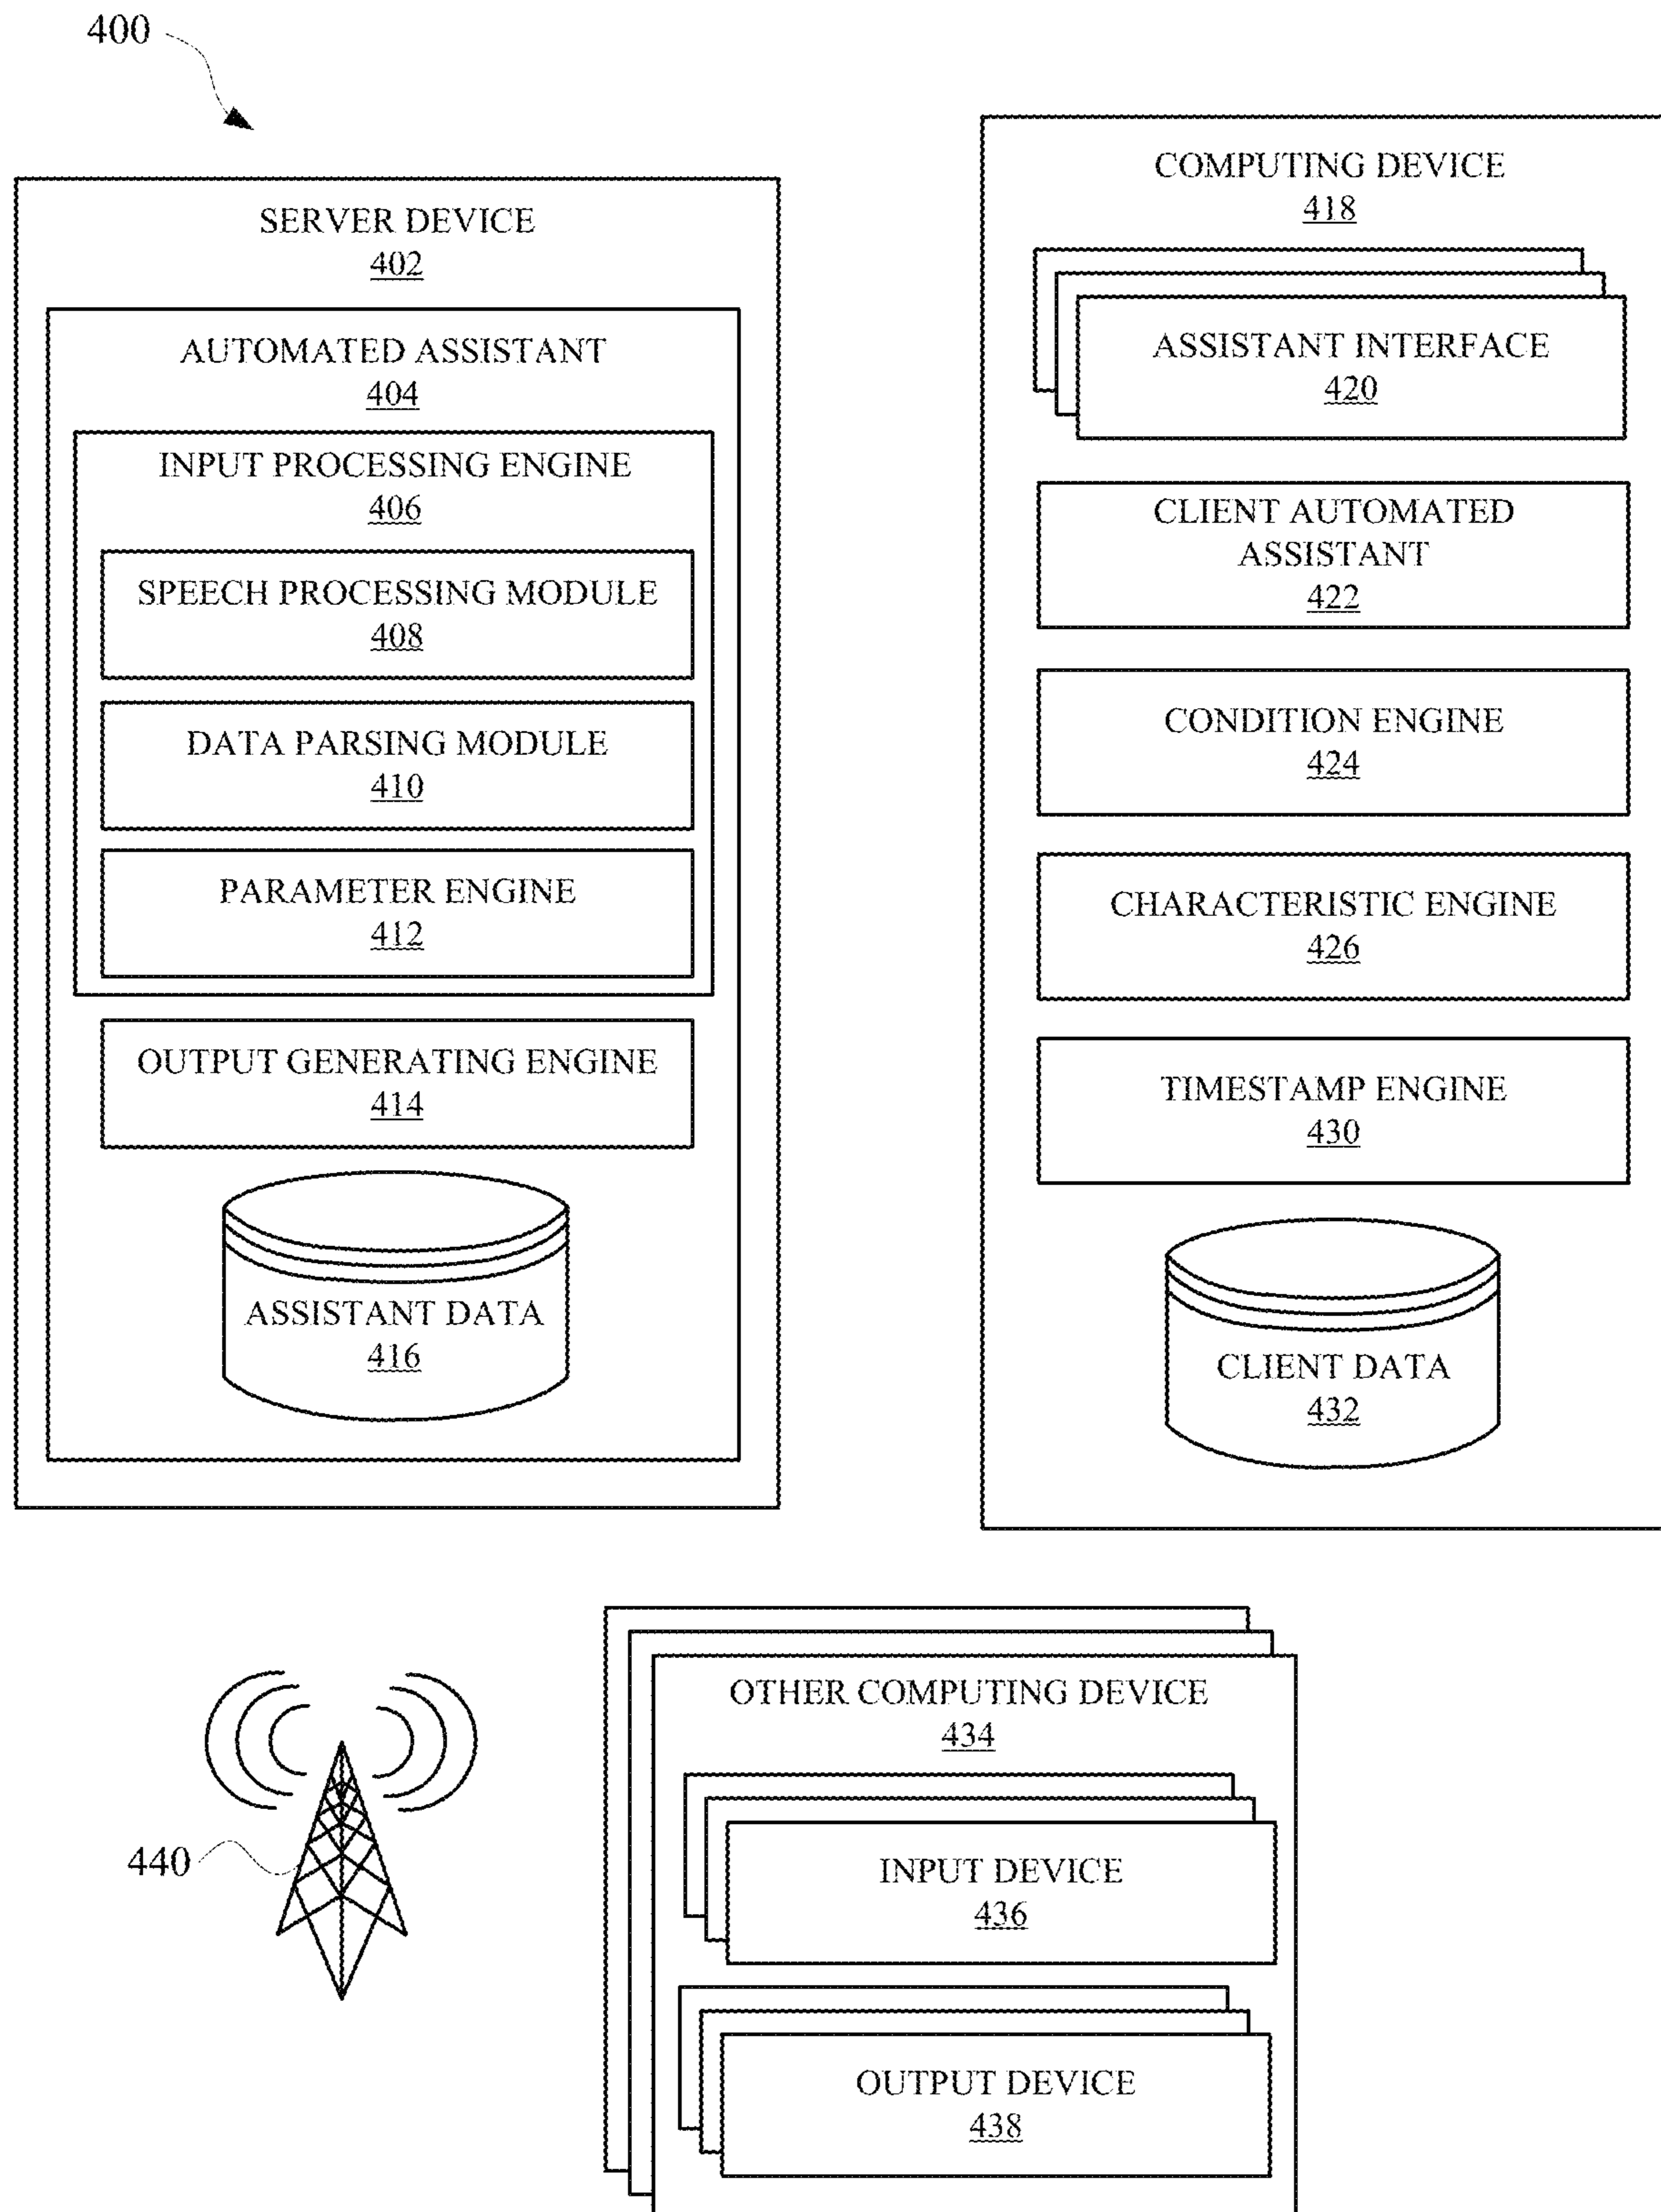 400
SERVER DEVICE
402
AUTOMATED ASSISTANT
404
INPUT PROCESSING ENGINE
406
SPEECH PROCESSING MODULE
408
DATA PARSING MODULE
410
PARAMETER ENGINE
412
OUTPUT GENERATING ENGINE
414
ASSISTANT DATA
416
COMPUTING DEVICE
418
ASSISTANT INTERFACE
420
CLIENT AUTOMATED
ASSISTANT
422
CONDITION ENGINE
424
CHARACTERISTIC ENGINE
426
TIMESTAMP ENGINE
430
CLIENT DATA
432
440
OTHER COMPUTING DEVICE
434
INPUT DEVICE
436
OUTPUT DEVICE
438